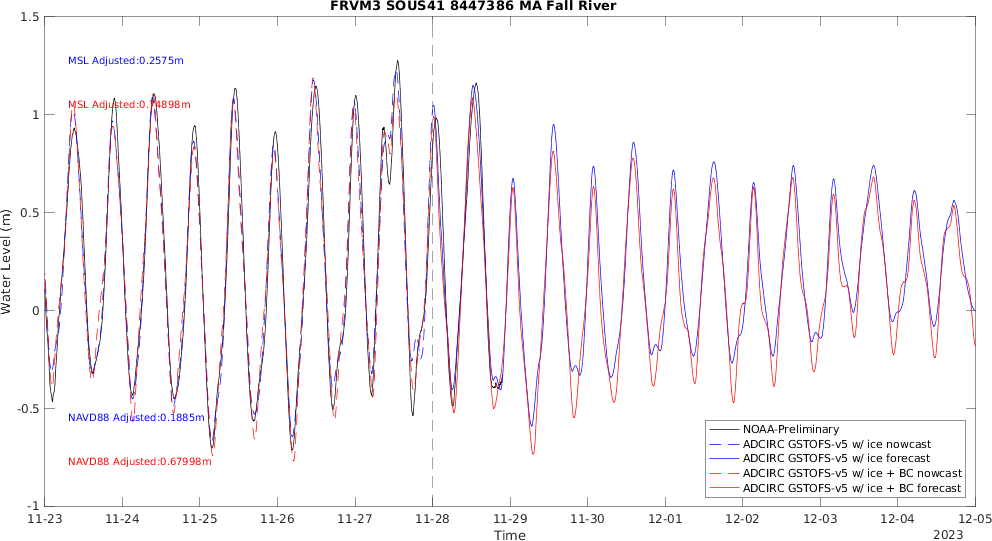 FRVM3 SOUS41 8447386 MA Fall River
1.5
1
0.5
0
-0.5
-1
Water Level (m)
MSL Adjusted:0.2575m
MSL Adjusted:0.74898m
NAVD88 Adjusted:0.1885m
NAVD88 Adjusted:0.67998m
NOAA-Preliminary
ADCIRC GSTOFS-v5 w/ ice nowcast
ADCIRC GSTOFS-v5 w/ ice forecast
ADCIRC GSTOFS-v5 w/ ice + BC nowcast
ADCIRC GSTOFS-v5 w/ ice + BC forecast
11-23 11-24 11-25 11-26 11-27 11-28 11-29 11-30 12-01 12-02 12-03 12-04 12-05
Time
2023